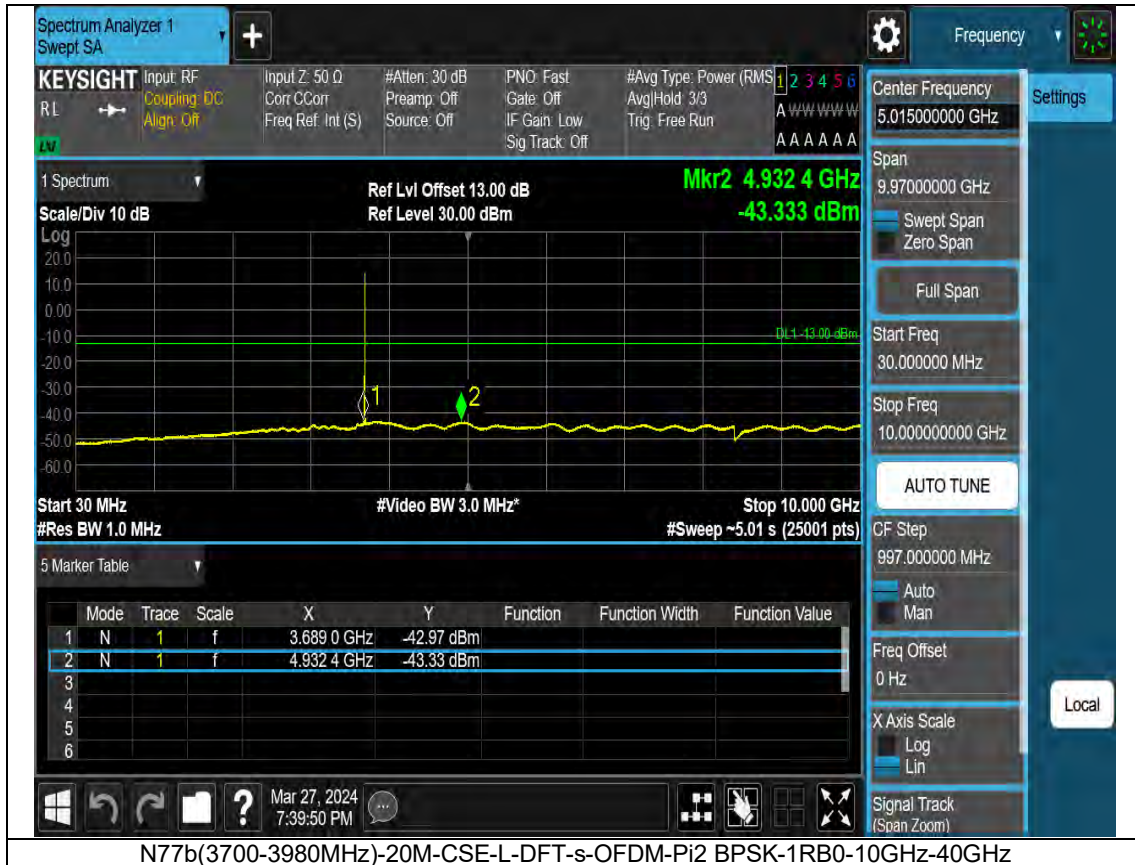 Spectrum Analyzer 1
Swept SA
Frequency
KEYSIGHT
RL
LXI
Input: RF
Coupling: DC
Align: Off
Input Z: 50 Ω
Corr CCorr
Freq Ref: Int (S)
#Atten: 30 dB
Preamp: Off
Source: Off
PNO: Fast
Gate: Off
IF Gain: Low
Sig Track: Off
#Avg Type: Power (RMS
Avg|Hold: 3/3
Trig: Free Run
1 2 3 4 5 6
A W W W W W
A A A A A A
1 Spectrum
Scale/Div 10 dB
Ref Lvl Offset 13.00 dB
Ref Level 30.00 dBm
Mkr2 4.932 4 GHz
-43.333 dBm
Log
20.0
10.0
0.00
-10.0
-20.0
-30.0
-40.0
-50.0
-60.0
DL1 -13.00 dBm
1
2
Start 30 MHz
#Video BW 3.0 MHz*
Stop 10.000 GHz
#Res BW 1.0 MHz
#Sweep ~5.01 s (25001 pts)
5 Marker Table
Mode Trace Scale X Y Function Function Width Function Value
1 N 1 f 3.689 0 GHz -42.97 dBm
2 N 1 f 4.932 4 GHz -43.33 dBm
3
4
5
6
Mar 27, 2024
7:39:50 PM
?
Center Frequency
5.015000000 GHz
Settings
Span
9.97000000 GHz
Swept Span
Zero Span
Full Span
Start Freq
30.000000 MHz
Stop Freq
10.000000000 GHz
AUTO TUNE
CF Step
997.000000 MHz
Auto
Man
Freq Offset
0 Hz
Local
X Axis Scale
Log
Lin
Signal Track
(Span Zoom)
N77b(3700-3980MHz)-20M-CSE-L-DFT-s-OFDM-Pi2 BPSK-1RB0-10GHz-40GHz